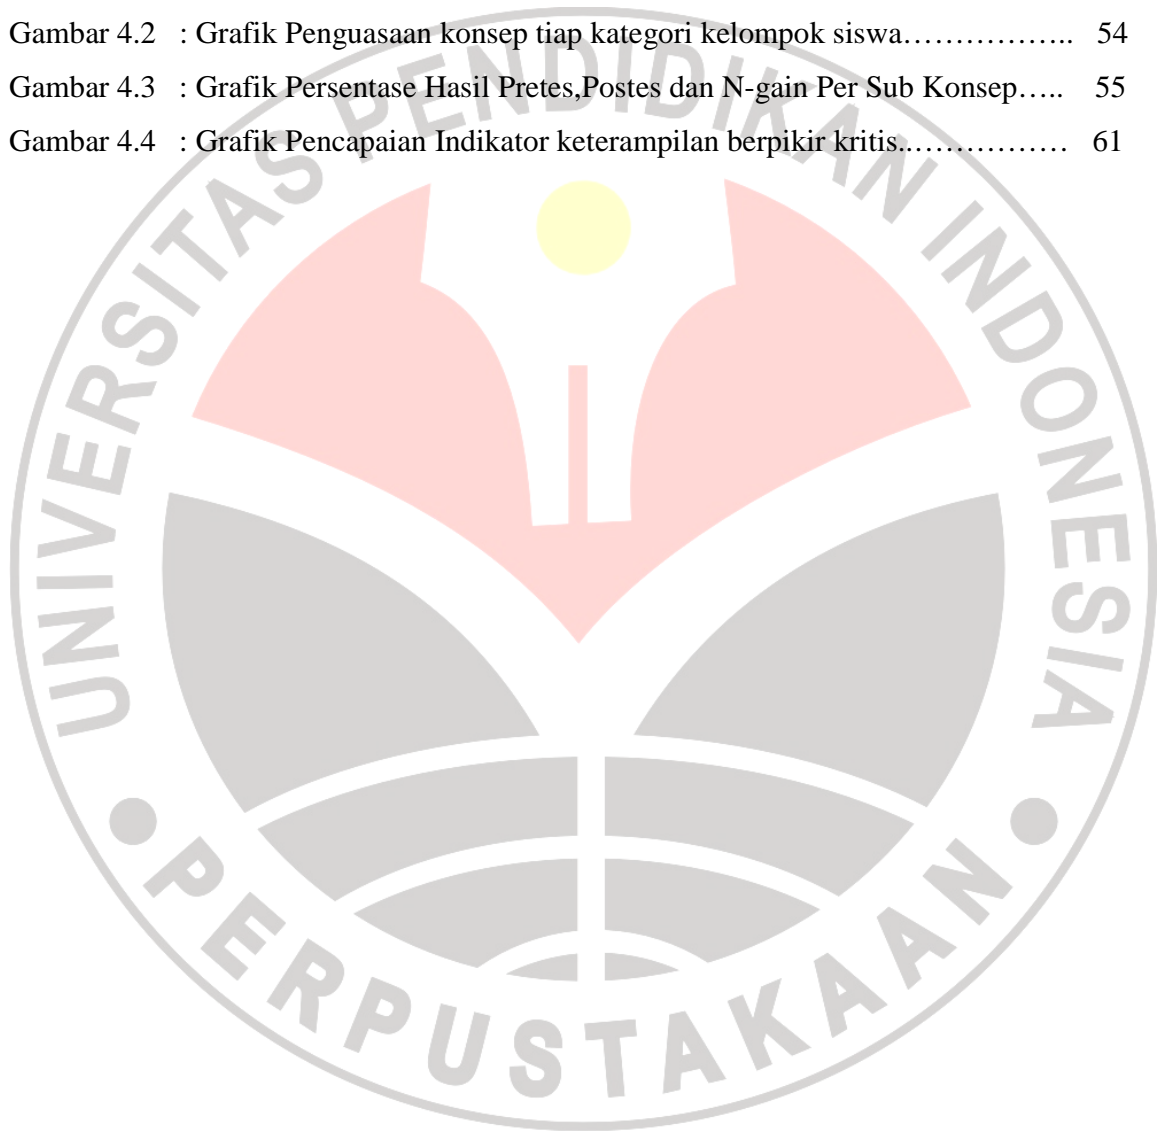 Gambar 4.2 : Grafik Penguasaan konsep tiap kategori kelompok siswa…………….. 54
Gambar 4.3 : Grafik Persentase Hasil Pretes,Postes dan N-gain Per Sub Konsep….. 55
Gambar 4.4 : Grafik Pencapaian Indikator keterampilan berpikir kritis..…………… 61
UNIVERSITAS PENDIDIKAN INDONESIA
PERPUSTAKAAN